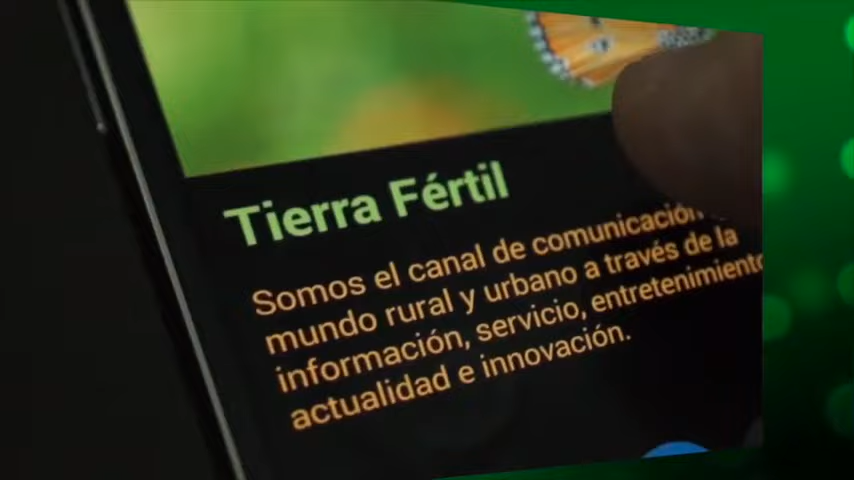 Tierra Fértil
Somos el canal de comunicación
mundo rural y urbano a través de la
información, servicio, entretenimiento
actualidad e innovación.